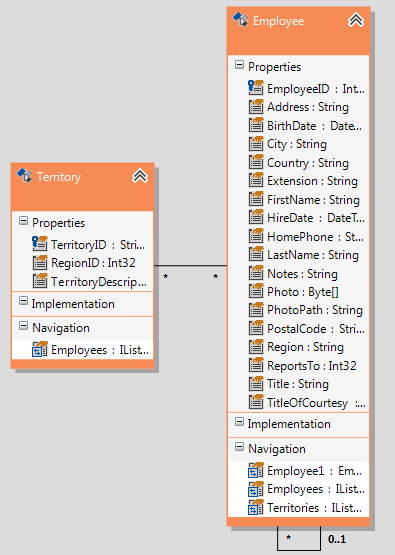 Employee
Properties
EmployeeID : Int...
Address : String
BirthDate : Date...
City : String
Country : String
Extension : String
FirstName : String
HireDate : DateT...
HomePhone : St...
LastName : String
Notes : String
Photo : Byte[]
PhotoPath : String
PostalCode : Stri...
Region : String
ReportsTo : Int32
Title : String
TitleOfCourtesy :...
Implementation
Navigation
Employee1 : Em...
Employees : IList...
Territories : IList...
* 0..1
Territory
Properties
TerritoryID : Stri...
RegionID : Int32
TerritoryDescrip...
Implementation
Navigation
Employees : IList...
* *